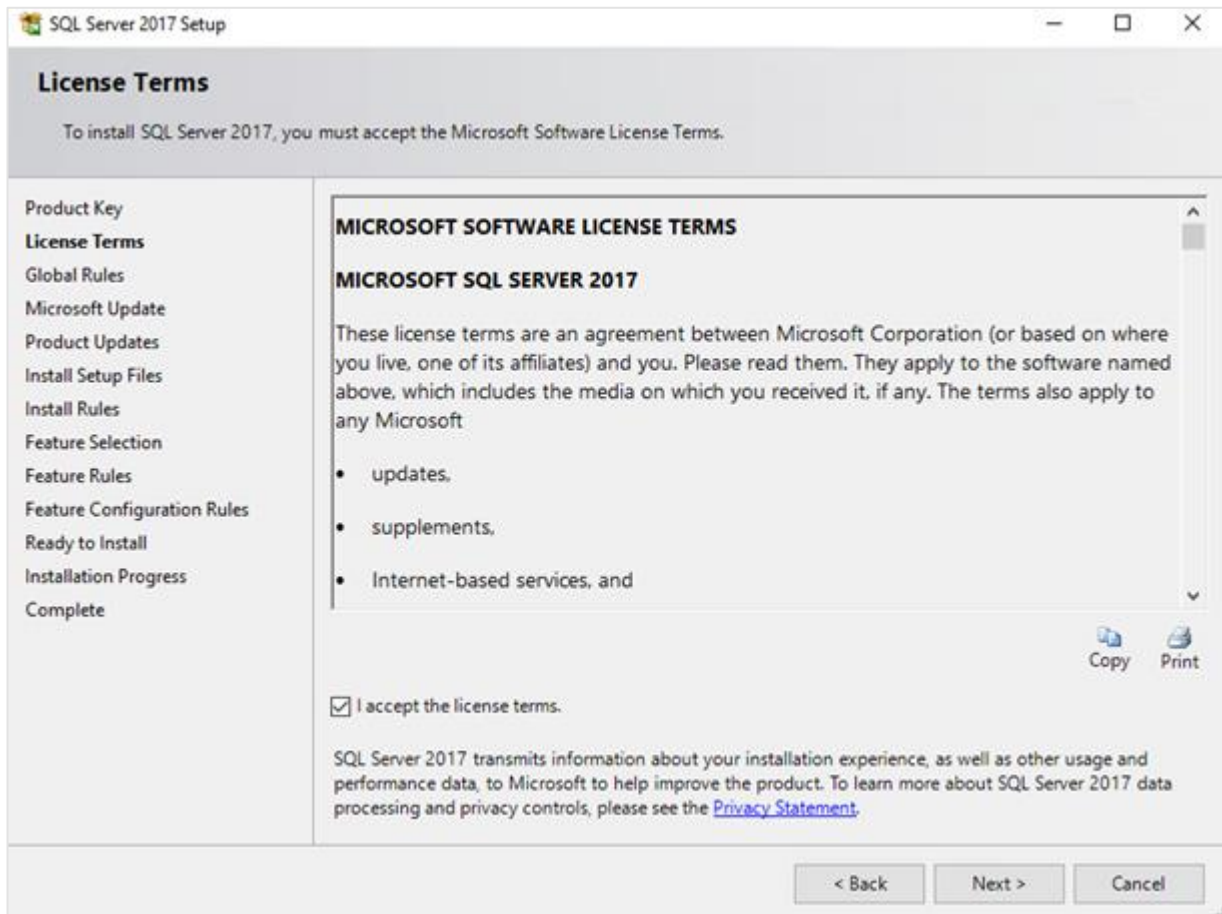 SQL Server 2017 Setup
License Terms
To install SQL Server 2017, you must accept the Microsoft Software License Terms.
Product Key
License Terms
Global Rules
Microsoft Update
Product Updates
Install Setup Files
Install Rules
Feature Selection
Feature Rules
Feature Configuration Rules
Ready to Install
Installation Progress
Complete
MICROSOFT SOFTWARE LICENSE TERMS
MICROSOFT SQL SERVER 2017
These license terms are an agreement between Microsoft Corporation (or based on where
you live, one of its affiliates) and you. Please read them. They apply to the software named
above, which includes the media on which you received it, if any. The terms also apply to
any Microsoft
• updates,
• supplements,
• Internet-based services, and
Copy Print
I accept the license terms.
SQL Server 2017 transmits information about your installation experience, as well as other usage and
performance data, to Microsoft to help improve the product. To learn more about SQL Server 2017 data
processing and privacy controls, please see the Privacy Statement.
< Back Next > Cancel